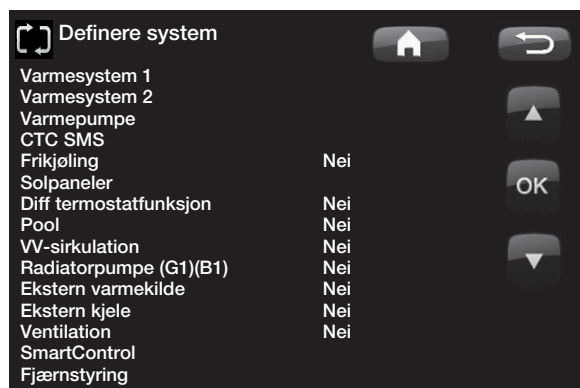 Definere system
Varmesystem 1
Varmesystem 2
Varmepumpe
CTC SMS
Frikjøling Nei
Solpaneler
OK
Diff termostatfunksjon Nei
Pool Nei
VV-sirkulation Nei
Radiatorpumpe (G1)(B1) Nei
Ekstern varmekilde Nei
Ekstern kjele Nei
Ventilation Nei
SmartControl
Fjærnstyring